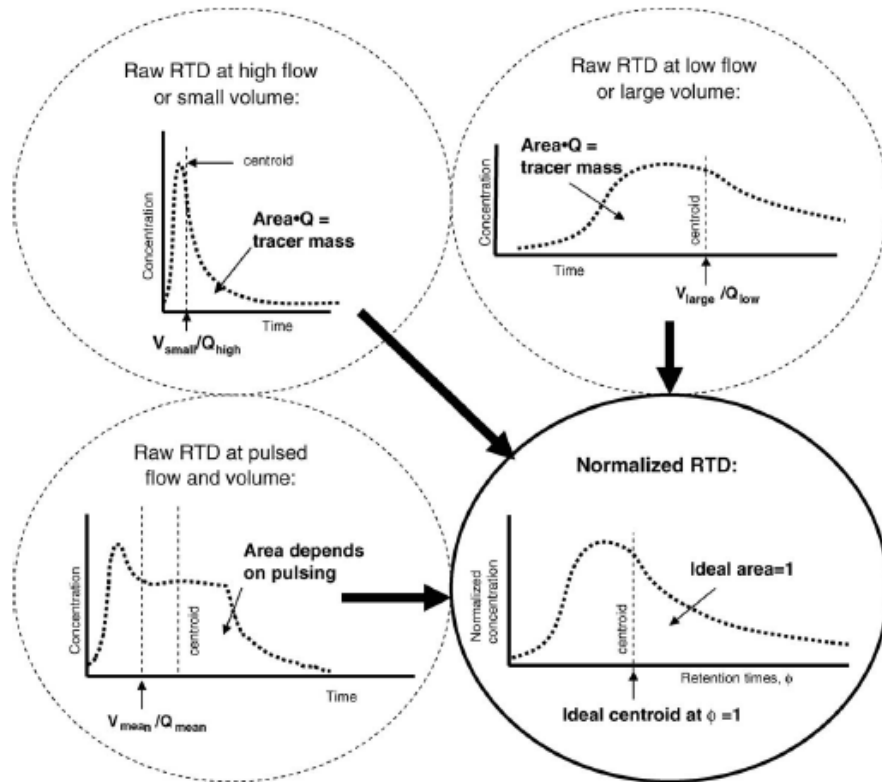 Raw RTD at high flow
or small volume:
Concentration
centroid
Area•Q =
tracer mass
Time
V_small/Q_high
Raw RTD at low flow
or large volume:
Concentration
Area•Q =
tracer mass
centroid
Time
V_large /Q_low
Raw RTD at pulsed
flow and volume:
Concentration
Area depends
on pulsing
centroid
Time
V_mean /Q_mean
Normalized RTD:
Normalized
concentration
centroid
Ideal area=1
Retention times, ϕ
Ideal centroid at ϕ =1